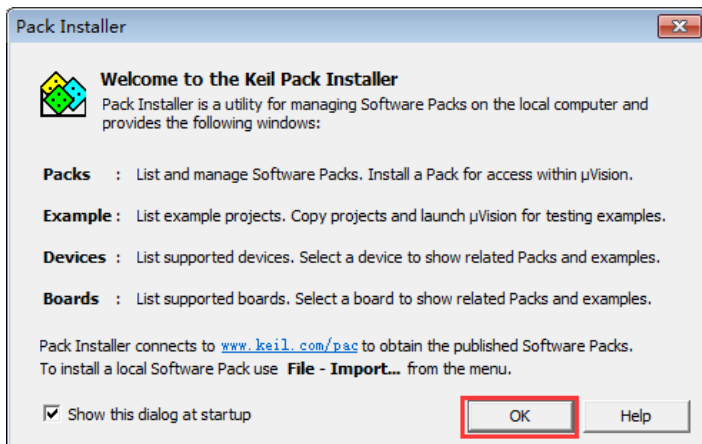 Pack Installer
Welcome to the Keil Pack Installer
Pack Installer is a utility for managing Software Packs on the local computer and
provides the following windows:
Packs : List and manage Software Packs. Install a Pack for access within µVision.
Example : List example projects. Copy projects and launch µVision for testing examples.
Devices : List supported devices. Select a device to show related Packs and examples.
Boards : List supported boards. Select a board to show related Packs and examples.
Pack Installer connects to www.keil.com/pac to obtain the published Software Packs.
To install a local Software Pack use File - Import... from the menu.
Show this dialog at startup
OK
Help